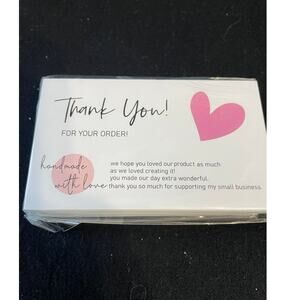 Thank You!
FOR YOUR ORDER!
handmade
with love
we hope you loved our product as much
as we loved creating it!
you made our day extra wonderful.
thank you so much for supporting my small business.